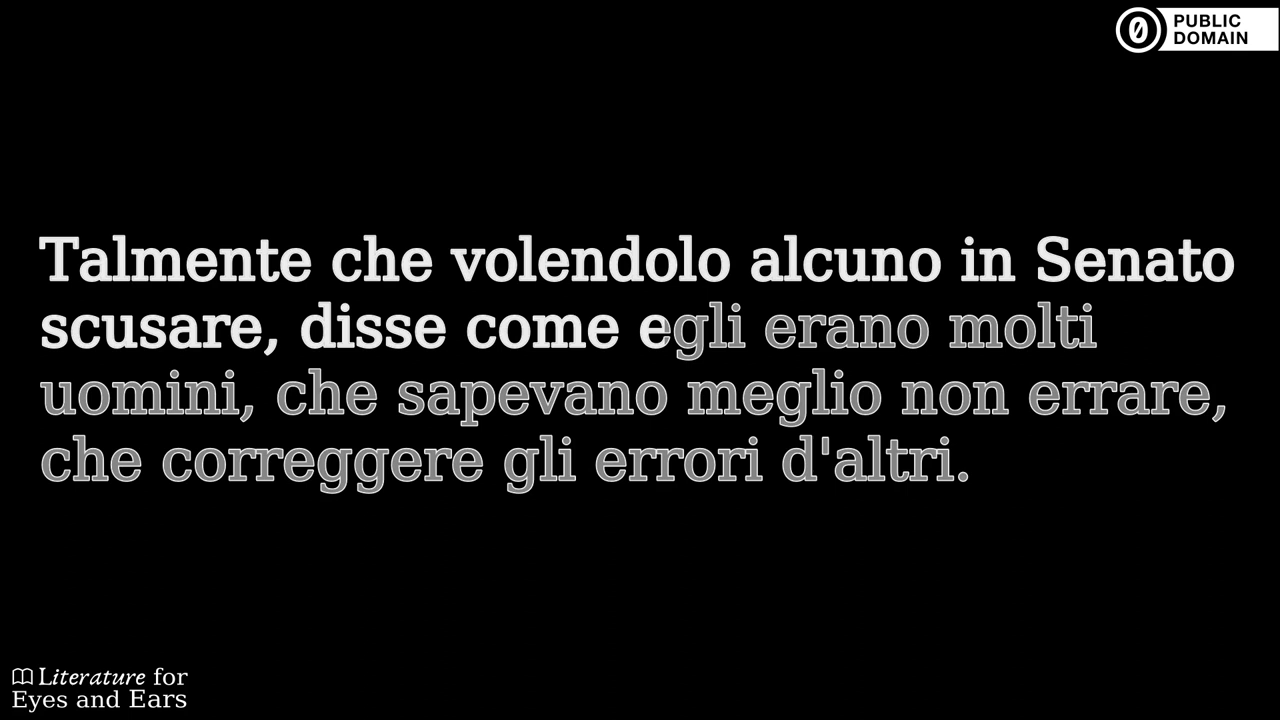 PUBLIC
DOMAIN
Talmente che volendolo alcuno in Senato
scusare, disse come egli erano molti
uomini, che sapevano meglio non errare,
che correggere gli errori d'altri.
Literature for
Eyes and Ears